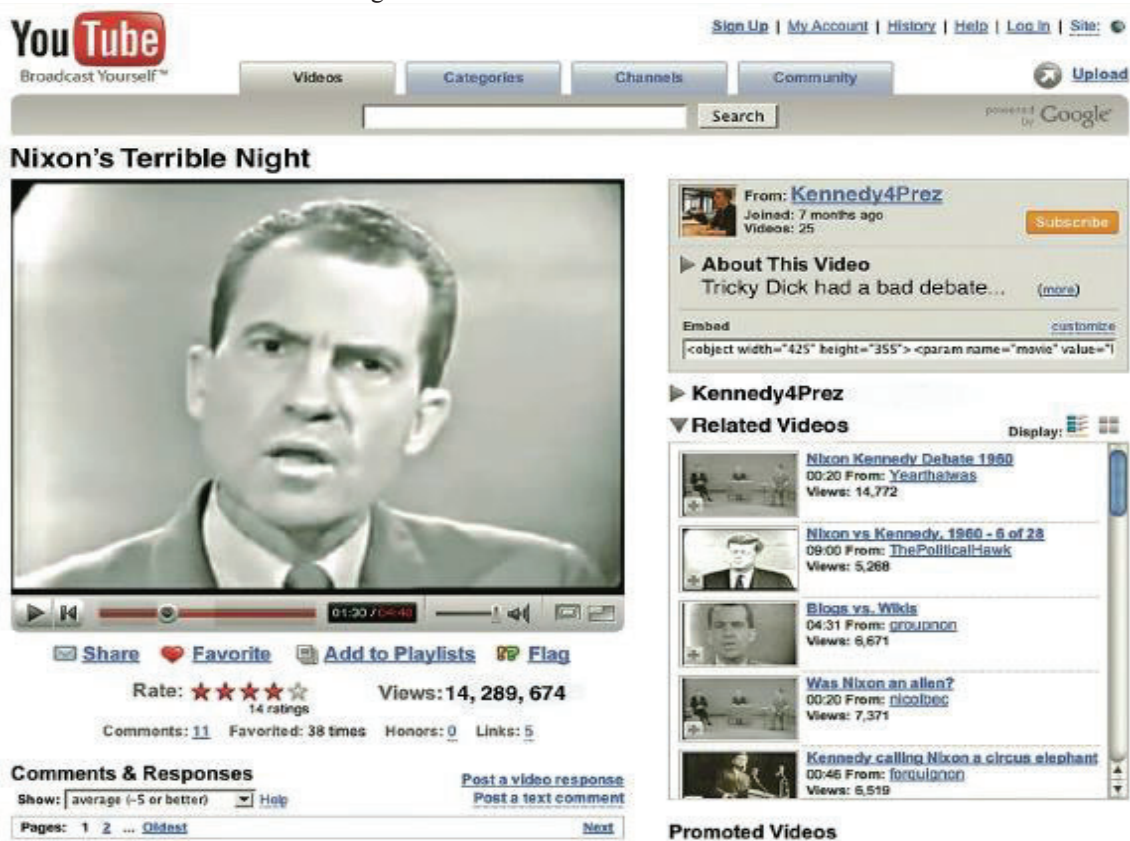 You Tube
Broadcast Yourself™
Sign Up | My Account | History | Help | Log In | Site:
Videos
Categories
Channels
Community
Upload
Search
powered by Google
Nixon's Terrible Night
From: Kennedy4Prez
Joined: 7 months ago
Videos: 25
Subscribe
About This Video
Tricky Dick had a bad debate... (more)
Embed customize
<object width="425" height="355"> <param name="movie" value="
Kennedy4Prez
Related Videos
Display:
Nixon Kennedy Debate 1960
00:20 From: Yearthatwas
Views: 14,772
Nixon vs Kennedy, 1960 - 6 of 28
09:00 From: ThePoliticalHawk
Views: 5,268
Blogs vs. Wikis
04:31 From: groupnon
Views: 6,671
Was Nixon an alien?
00:20 From: nicolbec
Views: 7,371
Kennedy calling Nixon a circus elephant
00:46 From: forquignon
Views: 6,519
Promoted Videos
01:30 / 04:40
Share
Favorite
Add to Playlists
Flag
Rate:
14 ratings
Views: 14, 289, 674
Comments: 11 Favorited: 38 times Honors: 0 Links: 5
Comments & Responses
Post a video response
Post a text comment
Show: average (-5 or better) Help
Pages: 1 2 ... Oldest Next